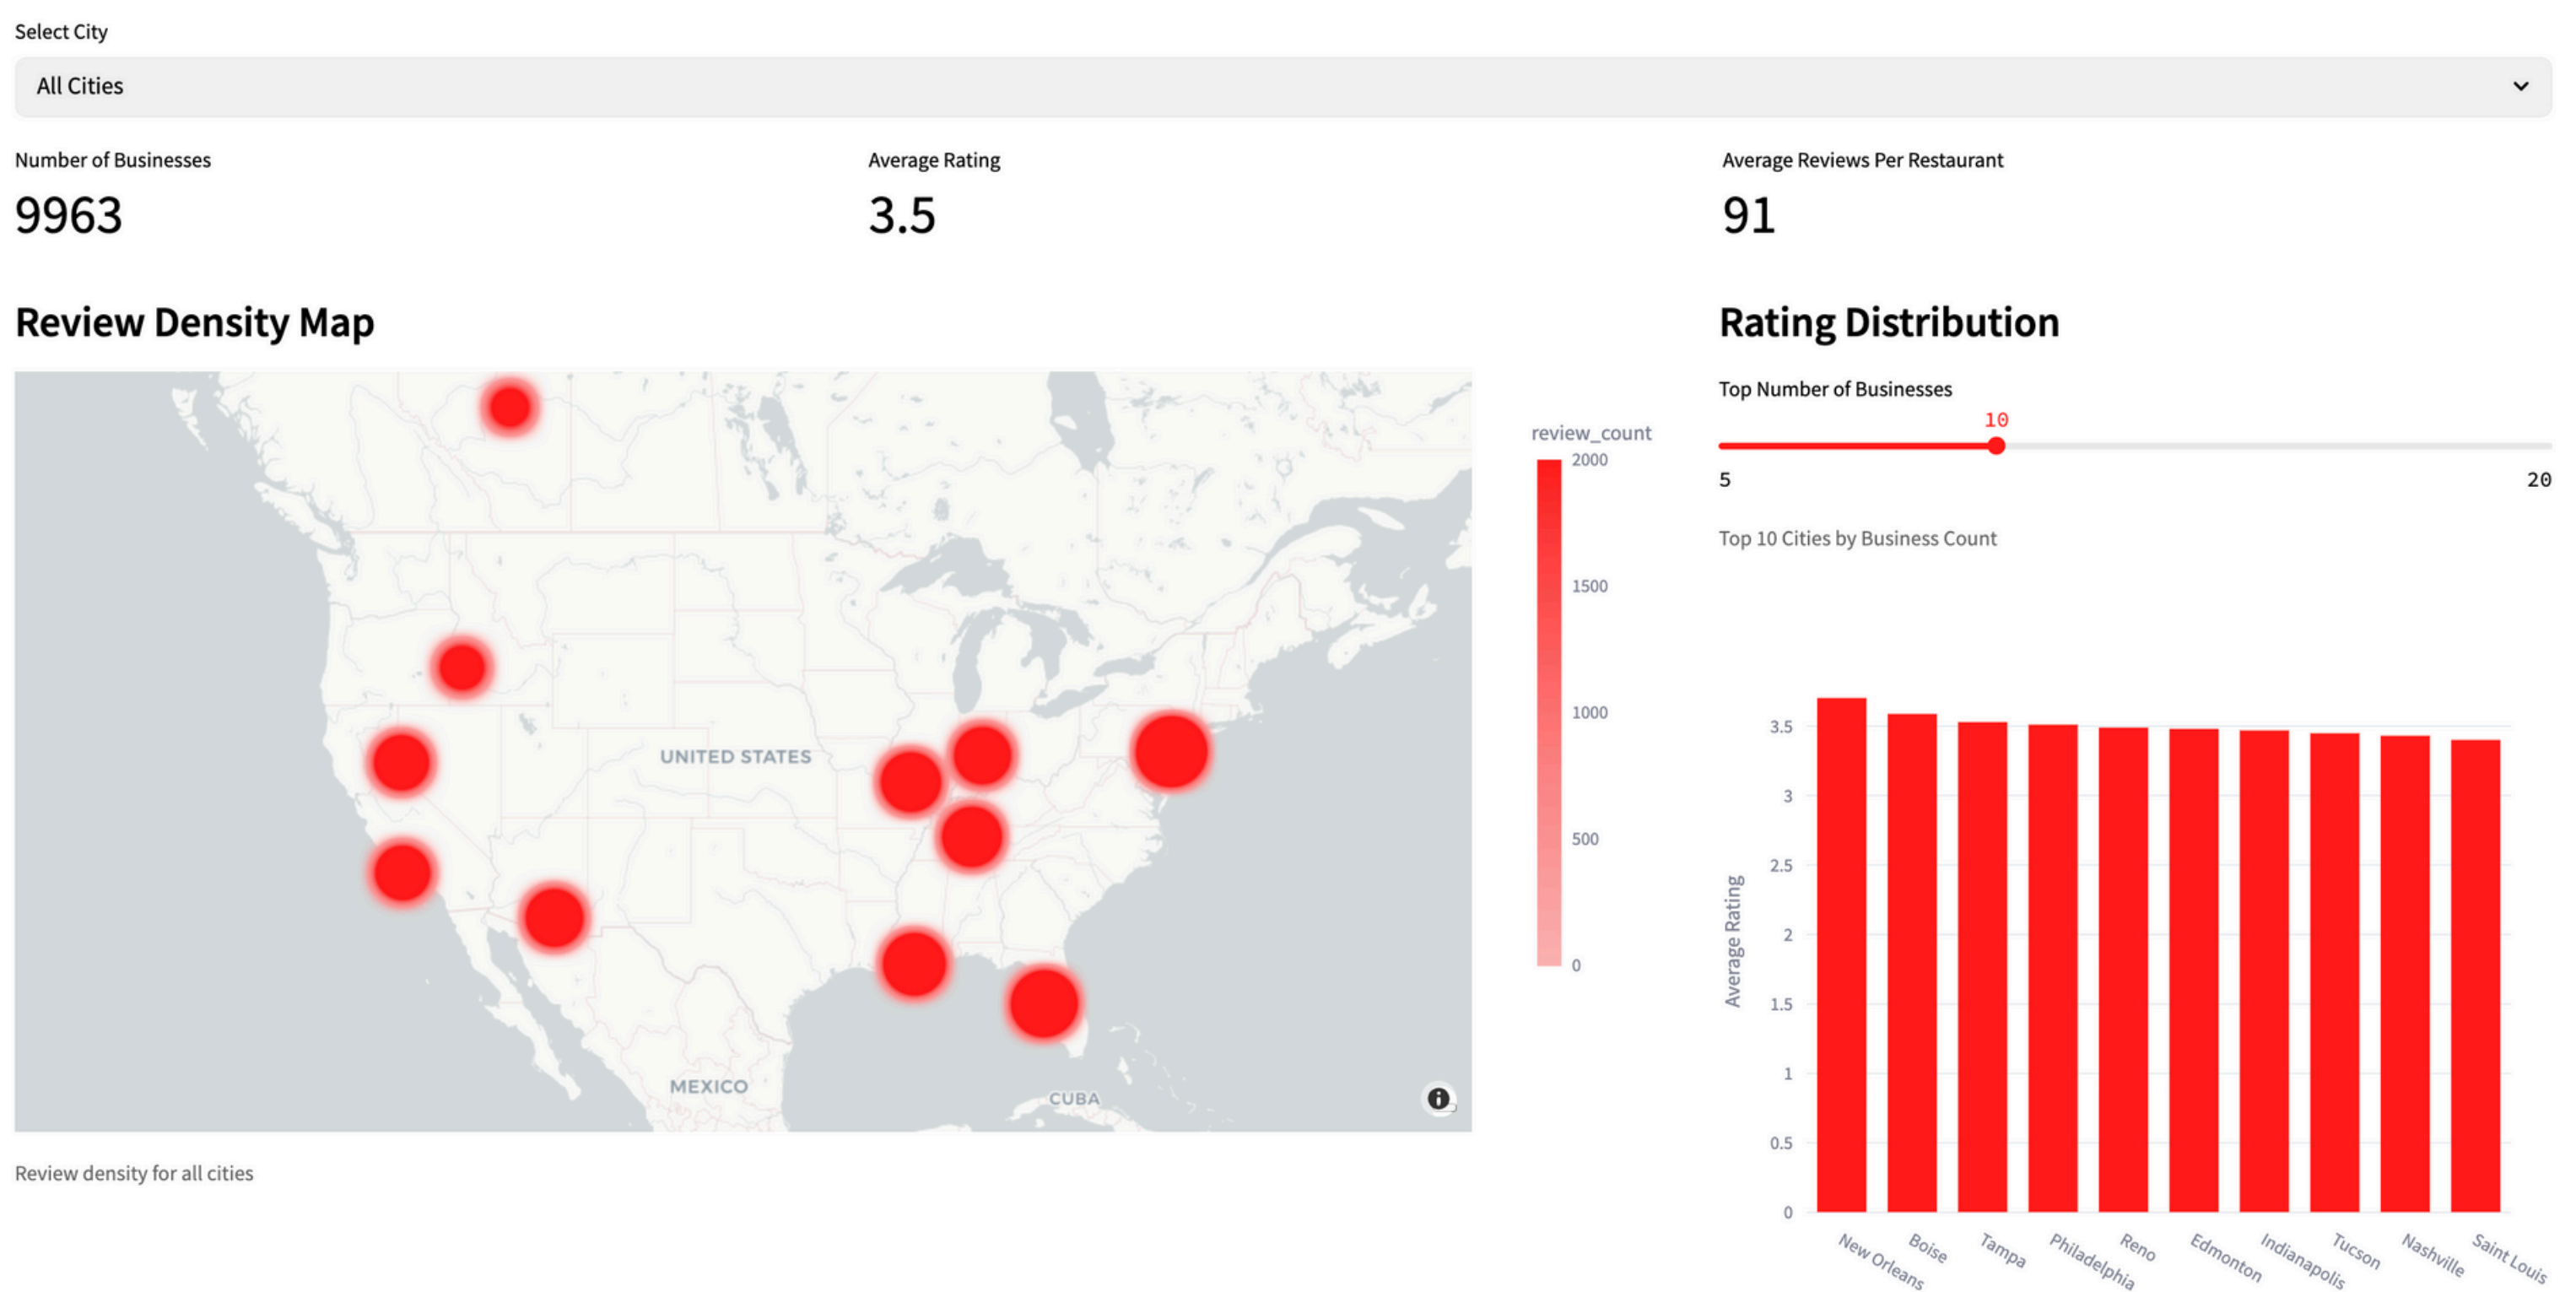 Select City
All Cities
Number of Businesses
9963
Average Rating
3.5
Average Reviews Per Restaurant
91
Review Density Map
UNITED STATES
MEXICO
CUBA
review_count
2000
1500
1000
500
0
Review density for all cities
Rating Distribution
Top Number of Businesses
10
5
20
Top 10 Cities by Business Count
Average Rating
3.5
3
2.5
2
1.5
1
0.5
0
New Orleans
Boise
Tampa
Philadelphia
Reno
Edmonton
Indianapolis
Tucson
Nashville
Saint Louis